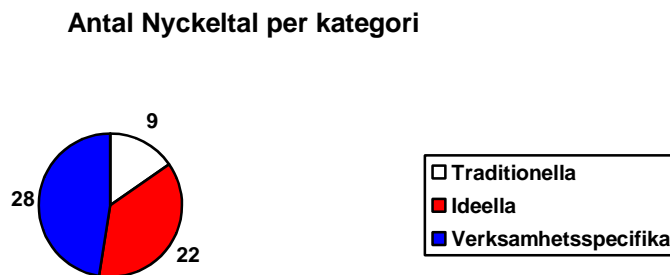 Antal Nyckeltal per kategori
9
28
22
Traditionella
Ideella
Verksamhetsspecifika